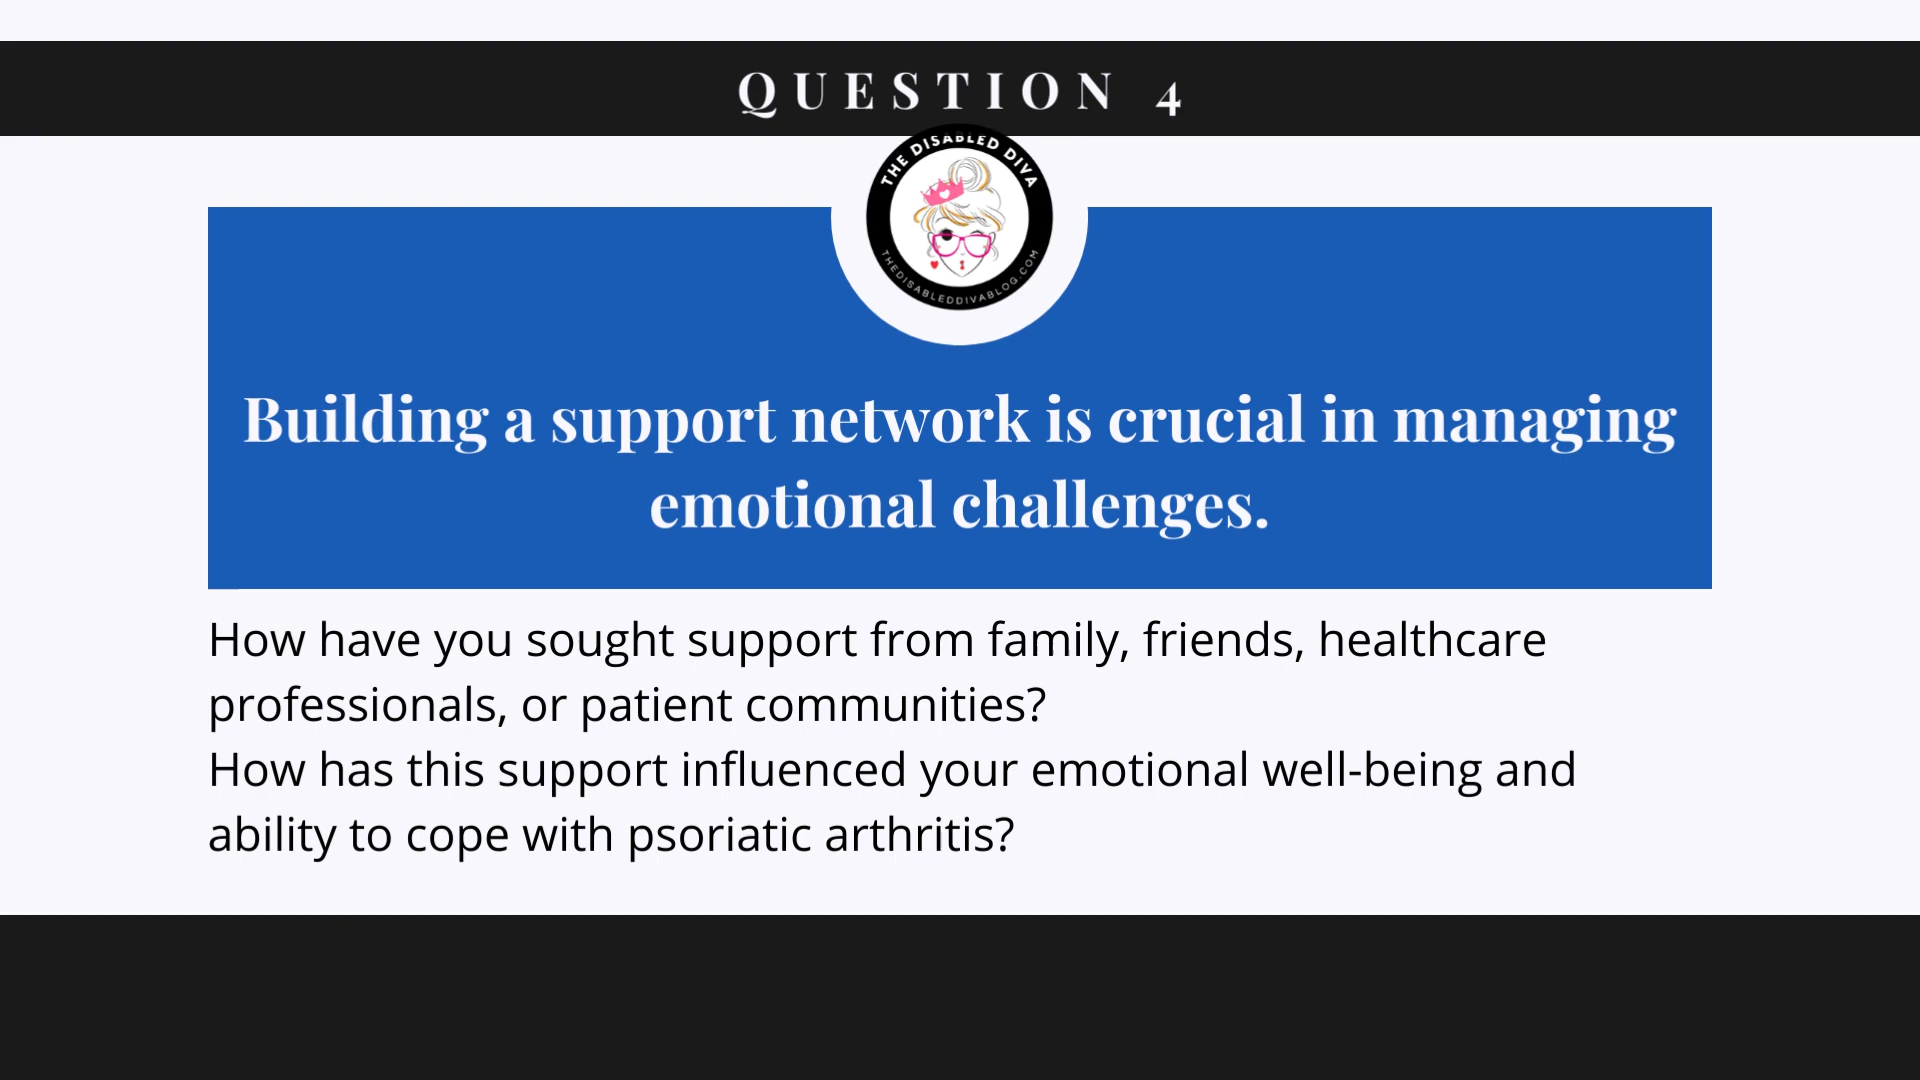 QUESTION 4
THE DISABLED DIVA
THEDISABLEDDIVABLOG.COM
Building a support network is crucial in managing
emotional challenges.
How have you sought support from family, friends, healthcare
professionals, or patient communities?
How has this support influenced your emotional well-being and
ability to cope with psoriatic arthritis?